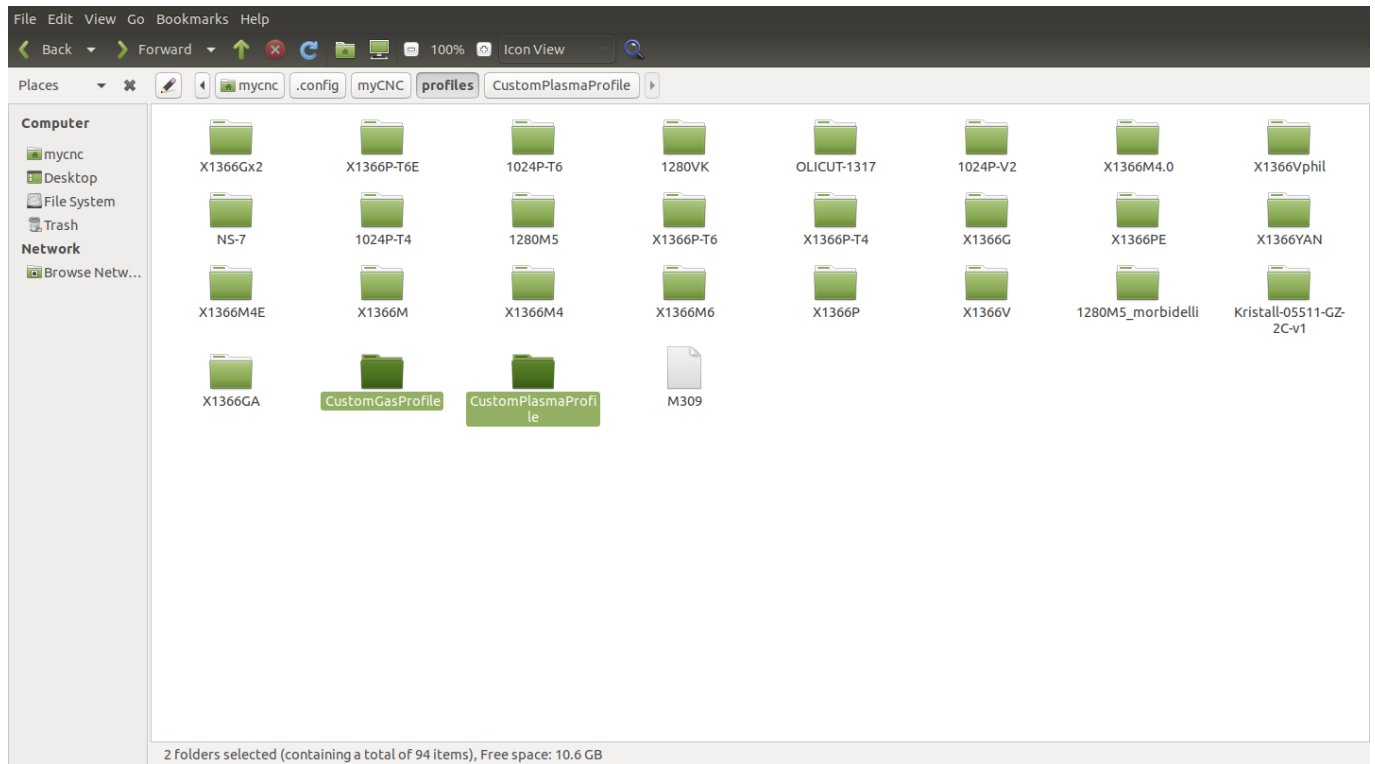 File Edit View Go Bookmarks Help
Back Forward 100% Icon View
Places mycnc .config myCNC profiles CustomPlasmaProfile
Computer
mycnc
Desktop
File System
Trash
Network
Browse Netw...
X1366Gx2 X1366P-T6E 1024P-T6 1280VK OLICUT-1317 1024P-V2 X1366M4.0 X1366Vphil
NS-7 1024P-T4 1280M5 X1366P-T6 X1366P-T4 X1366G X1366PE X1366YAN
X1366M4E X1366M X1366M4 X1366M6 X1366P X1366V 1280M5_morbidelli Kristall-05511-GZ-
2C-v1
X1366GA CustomGasProfile CustomPlasmaProfi M309
le
2 folders selected (containing a total of 94 items), Free space: 10.6 GB